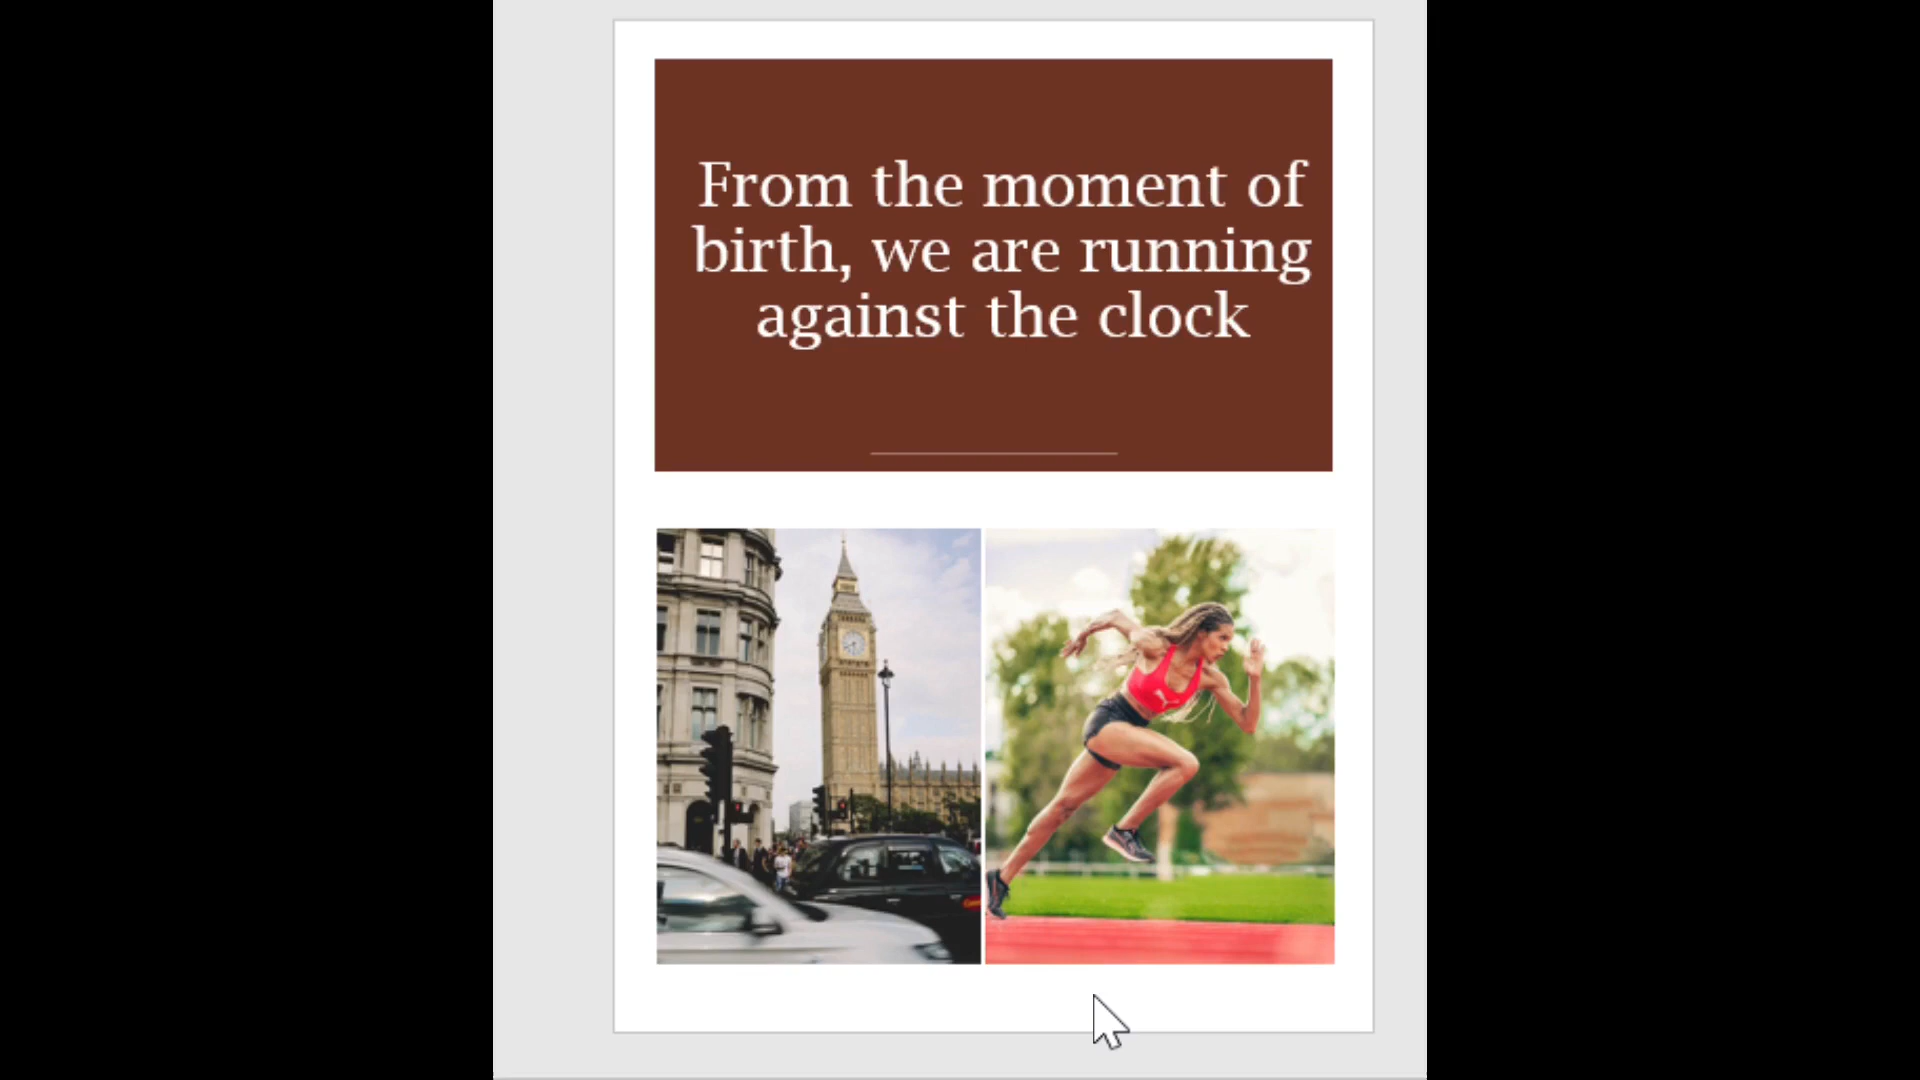 From the moment of
birth, we are running
against the clock